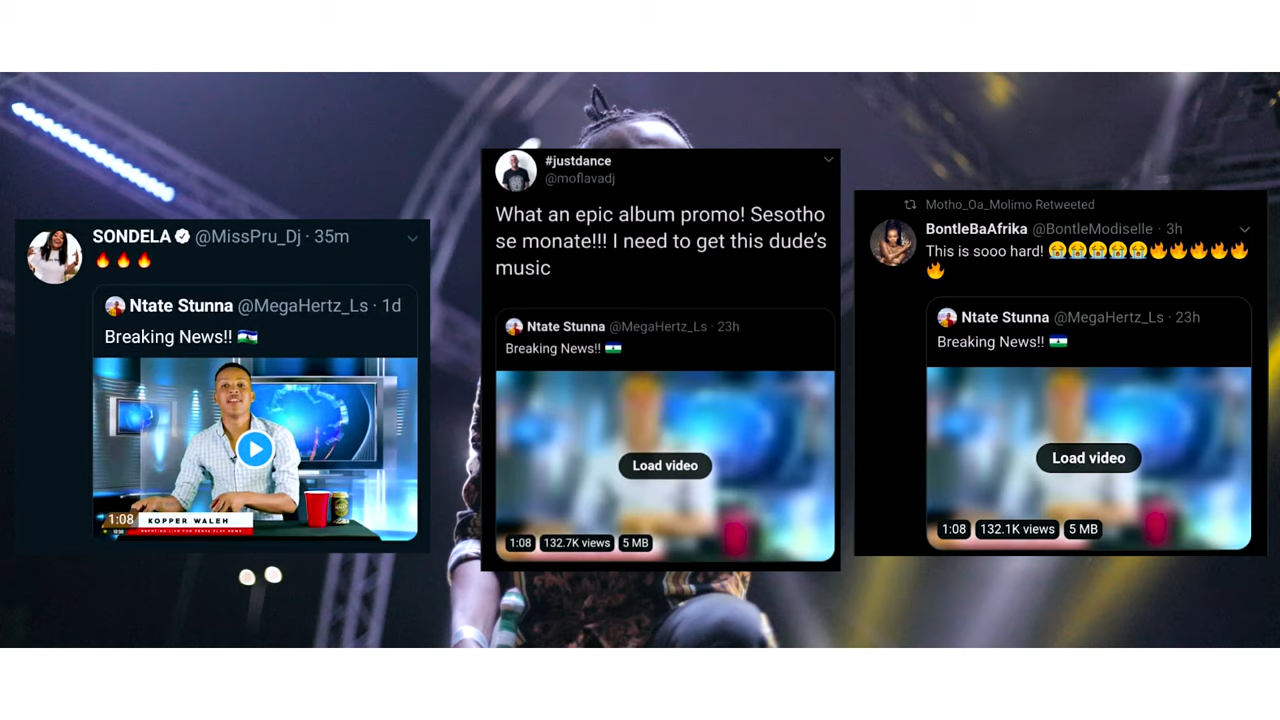 SONDELA @MissPru_Dj · 35m
🔥🔥🔥
Ntate Stunna @MegaHertz_Ls · 1d
Breaking News!! 🇱🇸
1:08
KOPPER WALEH
#justdance
@moflavadj
What an epic album promo! Sesotho
se monate!!! I need to get this dude's
music
Ntate Stunna @MegaHertz_Ls · 23h
Breaking News!! 🇱🇸
Load video
1:08 132.7K views 5 MB
Motho_Oa_Molimo Retweeted
BontleBaAfrika @BontleModiselle · 3h
This is sooo hard! 😭😭😭😭😭🔥🔥🔥🔥🔥
🔥
Ntate Stunna @MegaHertz_Ls · 23h
Breaking News!! 🇱🇸
Load video
1:08 132.1K views 5 MB